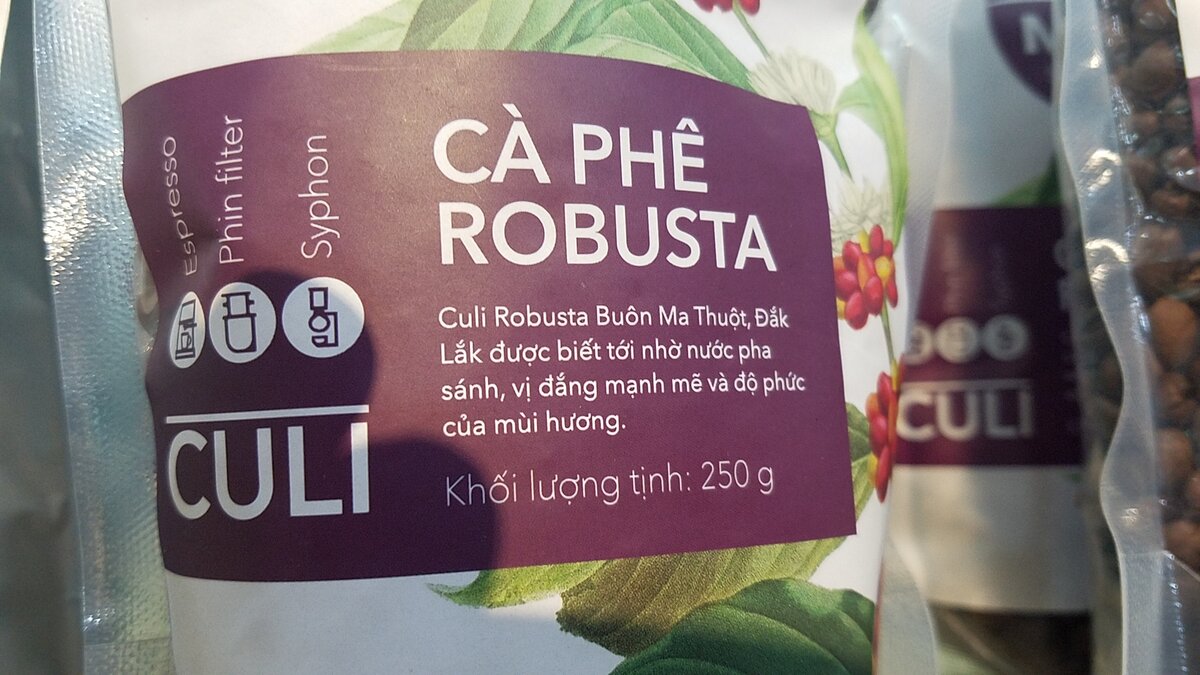 Espresso
Phin filter
Syphon
CULI
CÀ PHÊ
ROBUSTA
Culi Robusta Buôn Ma Thuột, Đắk
Lắk được biết tới nhờ nước pha
sánh, vị đắng mạnh mẽ và độ phức
của mùi hương.
Khối lượng tịnh: 250 g
CULI